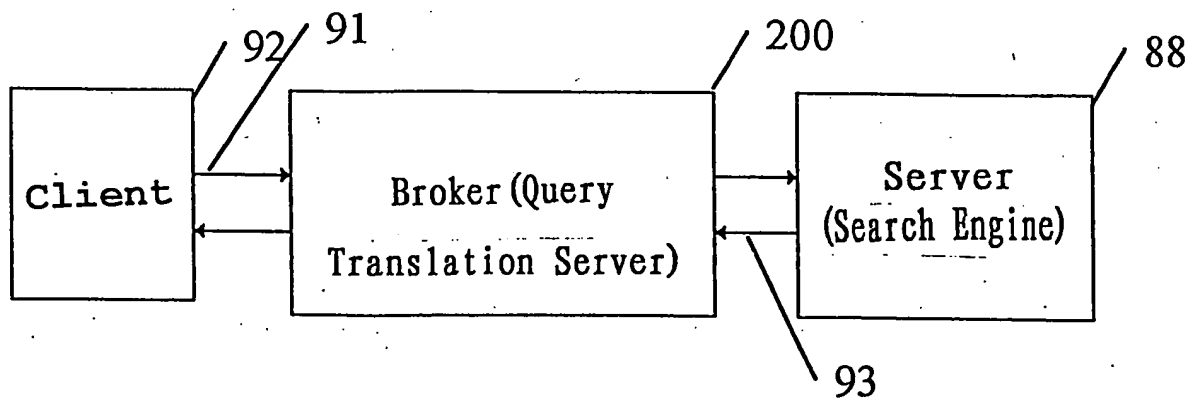 92
91
200
88
Client
Broker(Query
Translation Server)
Server
(Search Engine)
93